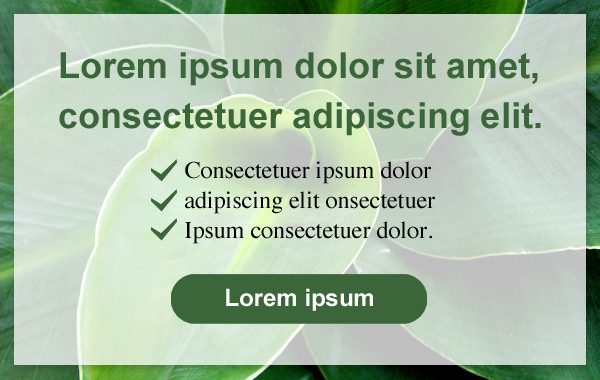 Lorem ipsum dolor sit amet,
consectetuer adipiscing elit.
Consectetuer ipsum dolor
adipiscing elit onsectetuer
Ipsum consectetuer dolor.
Lorem ipsum